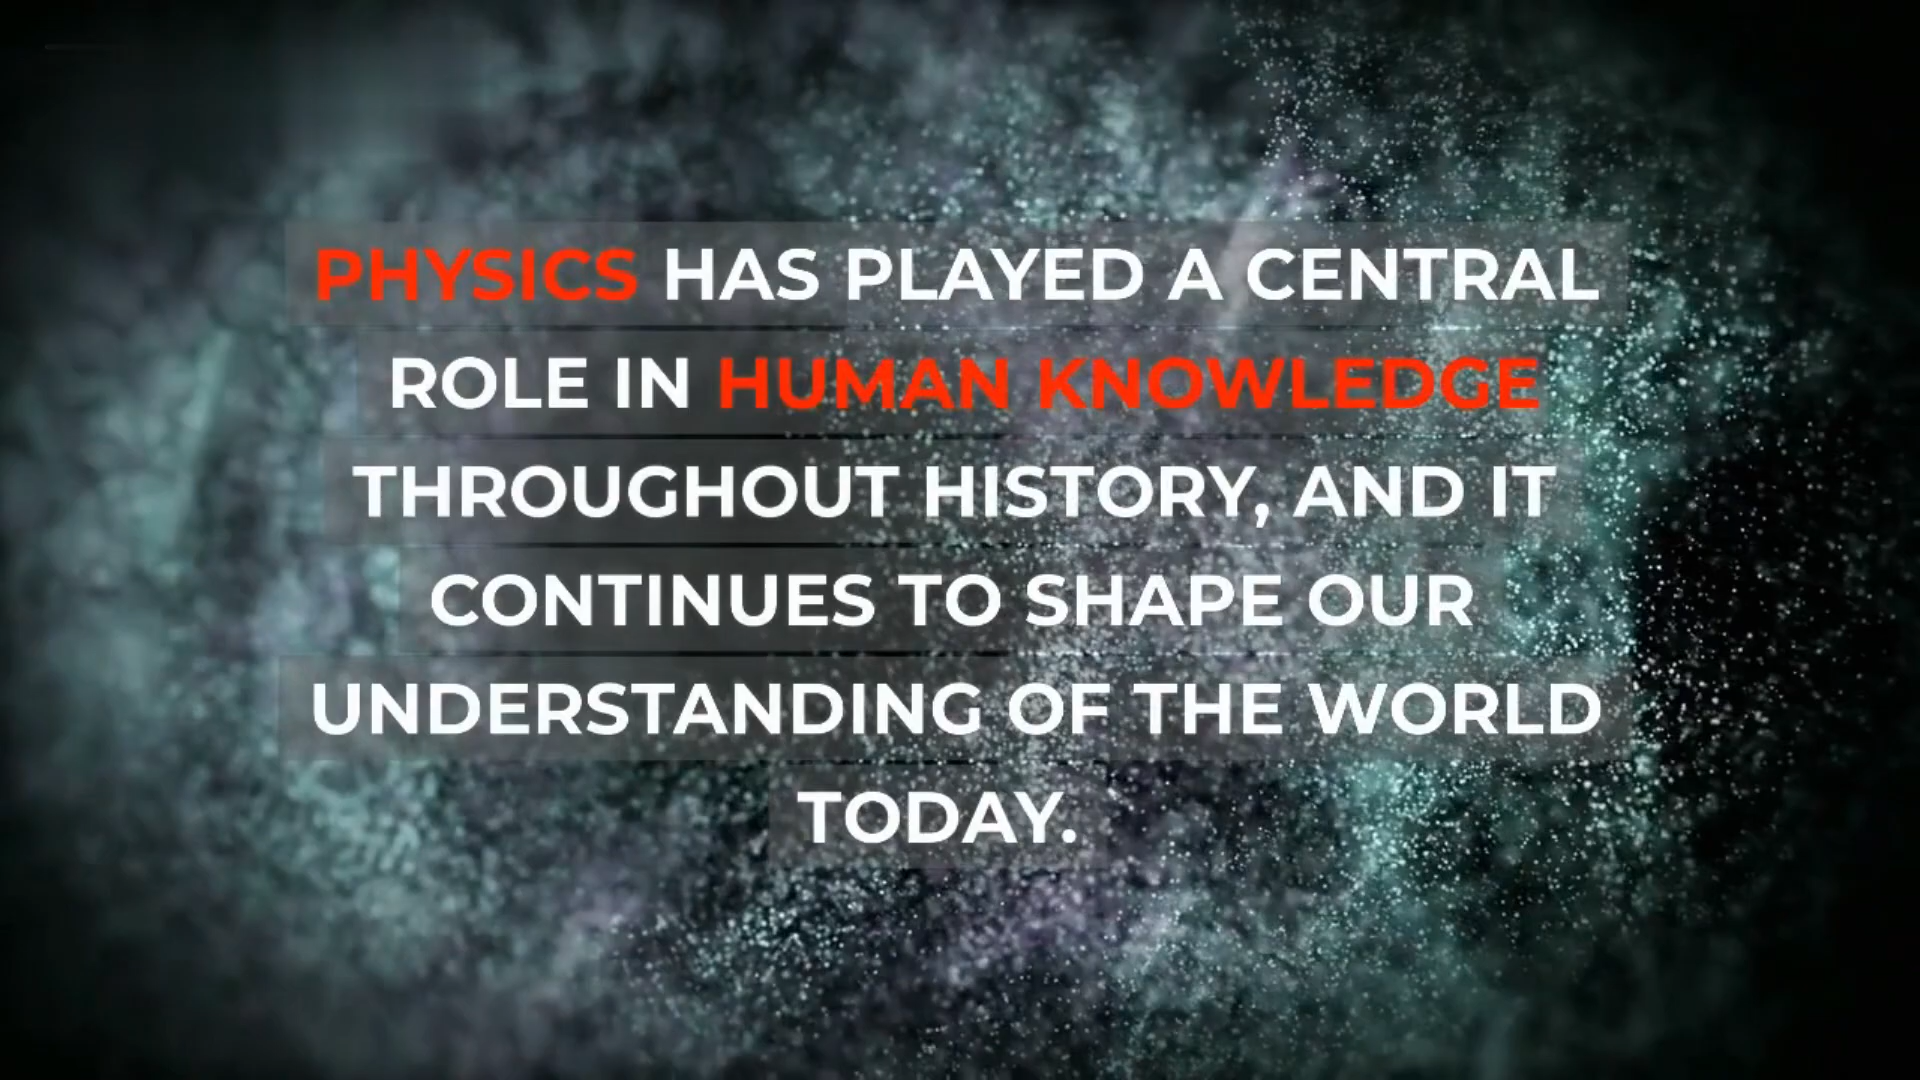 PHYSICS HAS PLAYED A CENTRAL
ROLE IN HUMAN KNOWLEDGE
THROUGHOUT HISTORY, AND IT
CONTINUES TO SHAPE OUR
UNDERSTANDING OF THE WORLD
TODAY.